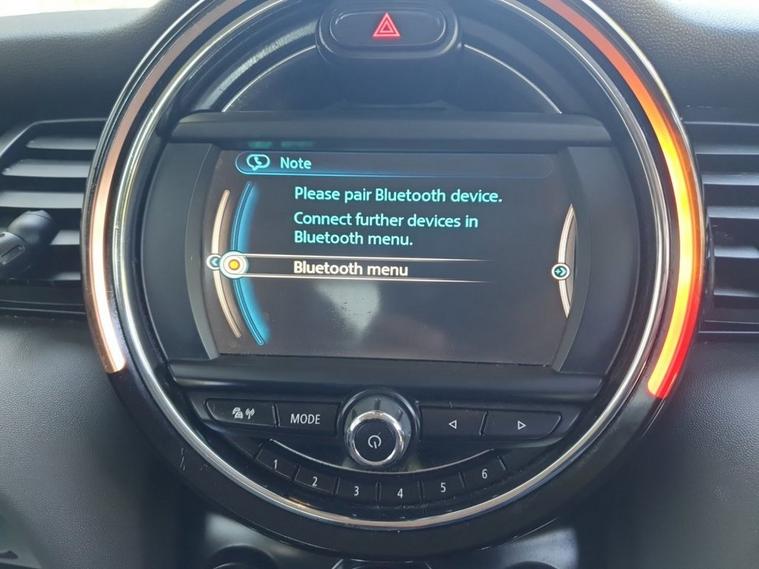 Note
Please pair Bluetooth device.
Connect further devices in
Bluetooth menu.
Bluetooth menu
MODE
1 2 3 4 5 6